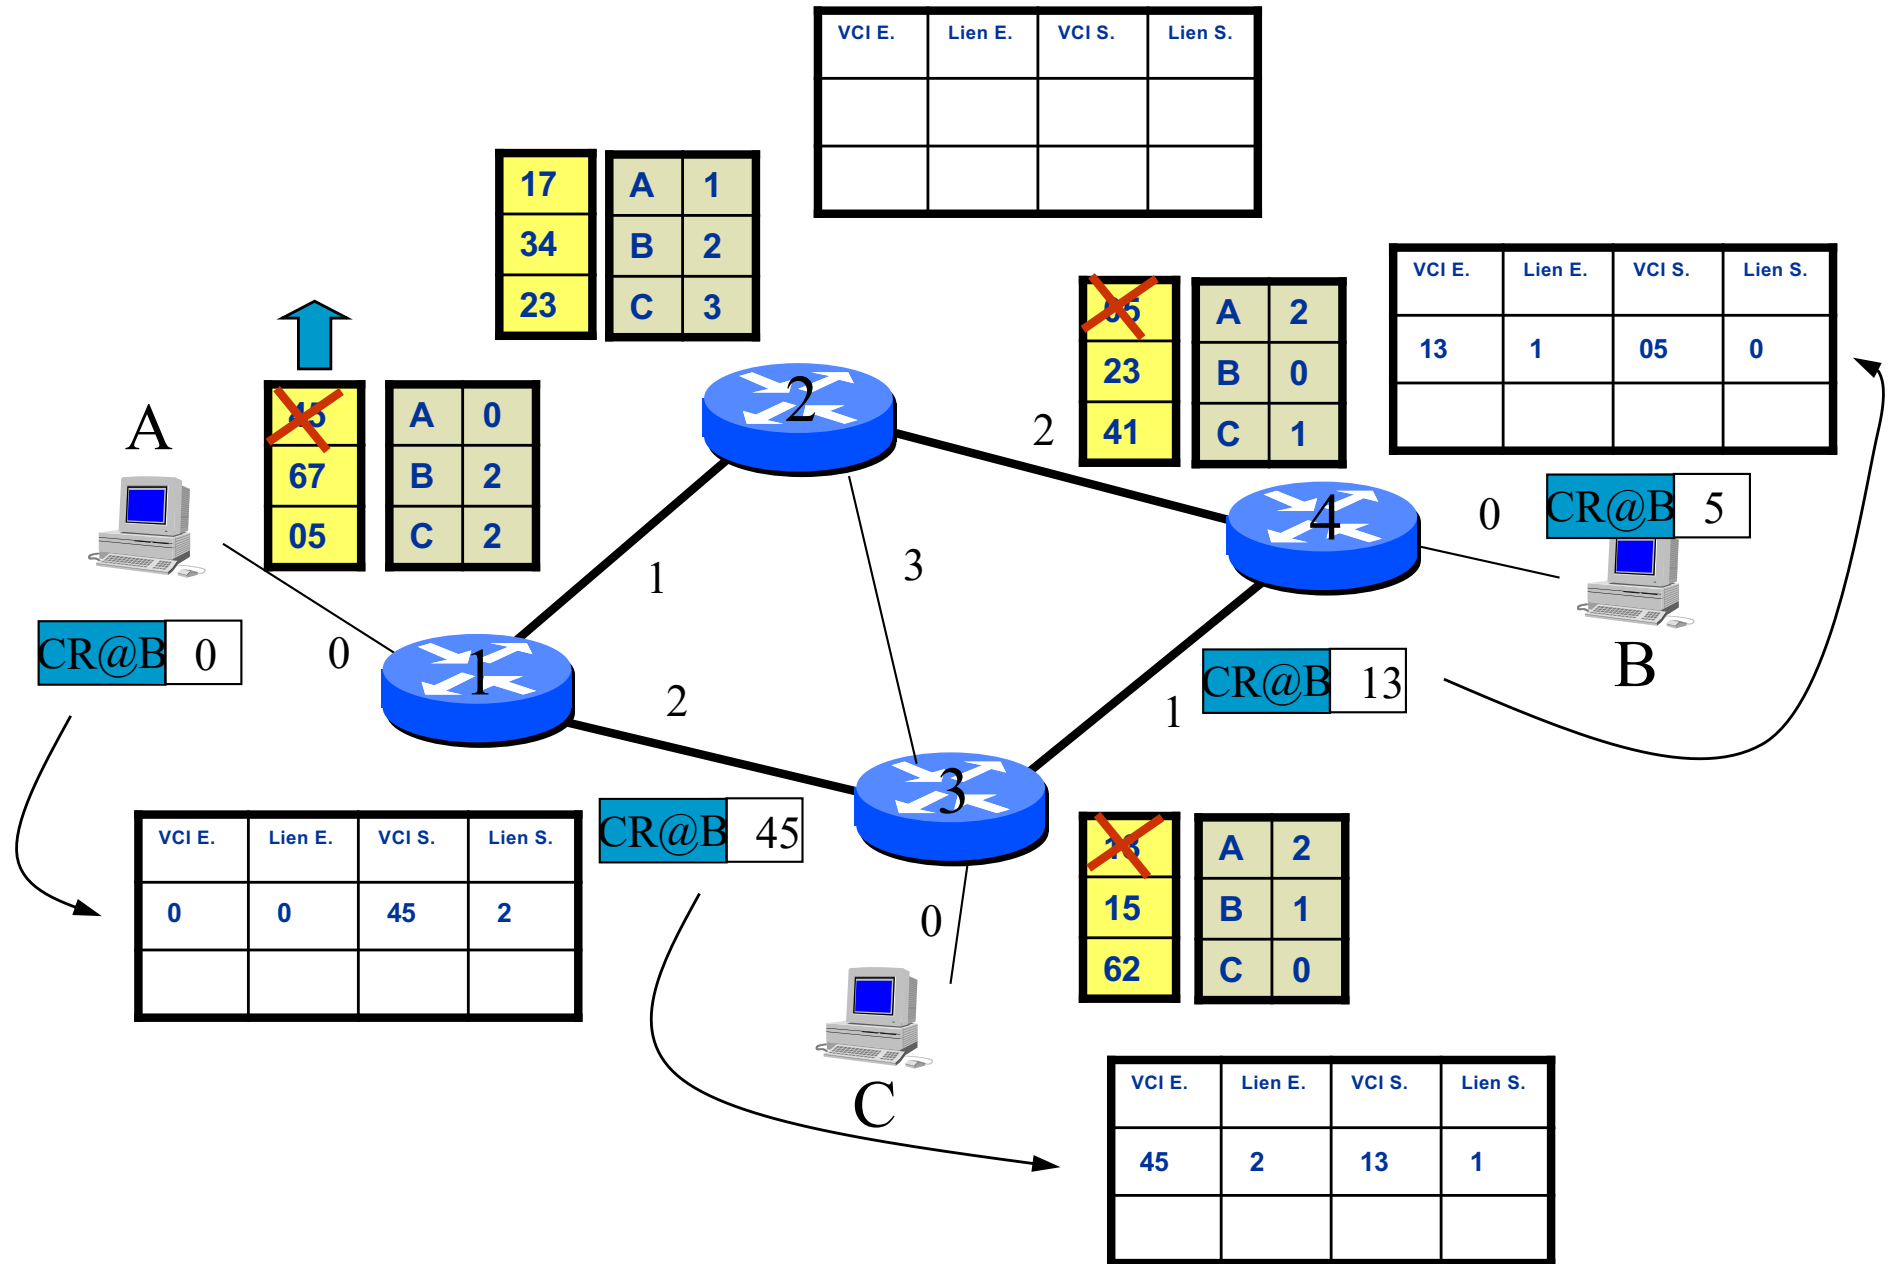 VCI E. Lien E. VCI S. Lien S.
17 A 1
34 B 2
23 C 3
VCI E. Lien E. VCI S. Lien S.
13 1 05 0
05 A 2
23 B 0
41 C 1
A
45 A 0
67 B 2
05 C 2
2
2
4
0
CR@B 5
B
1
3
CR@B 0
0
1
2
CR@B 13
1
3
VCI E. Lien E. VCI S. Lien S.
0 0 45 2
CR@B 45
13 A 2
15 B 1
62 C 0
0
C
VCI E. Lien E. VCI S. Lien S.
45 2 13 1